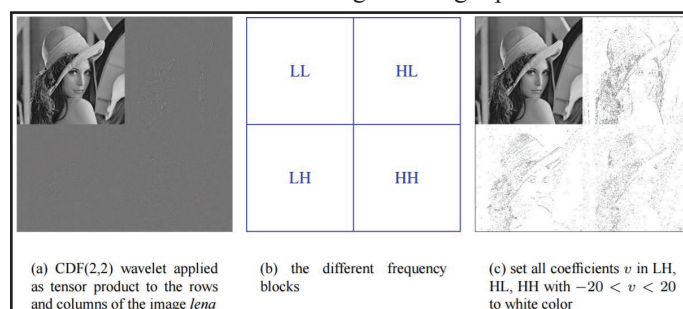 LL HL
LH HH
(a) CDF(2,2) wavelet applied
as tensor product to the rows
and columns of the image lena
(b) the different frequency
blocks
(c) set all coefficients v in LH,
HL, HH with −20 < v < 20
to white color